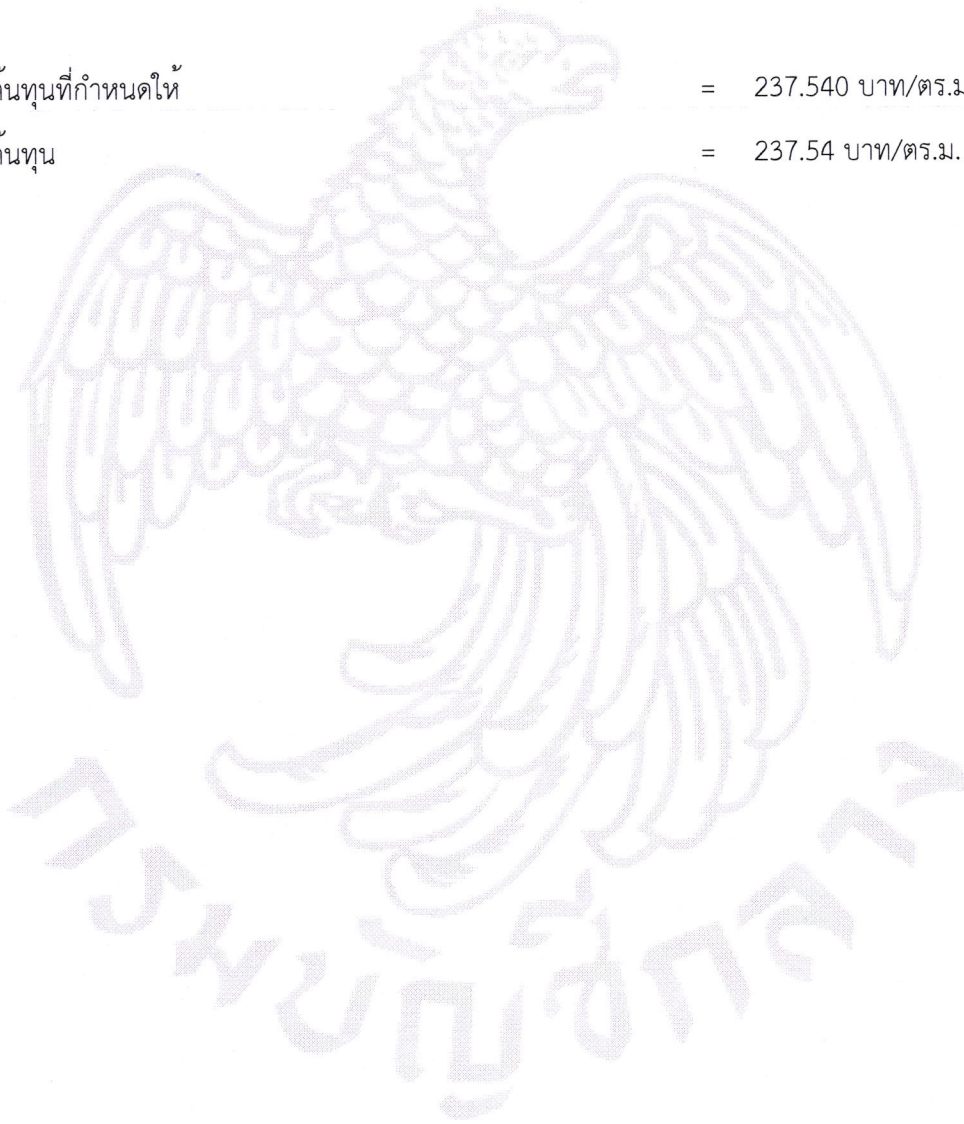 ต้นทุนที่กำหนดให้ = 237.540 บาท/ตร.ม
ต้นทุน = 237.54 บาท/ตร.ม.
กรมบัญชีกลาง